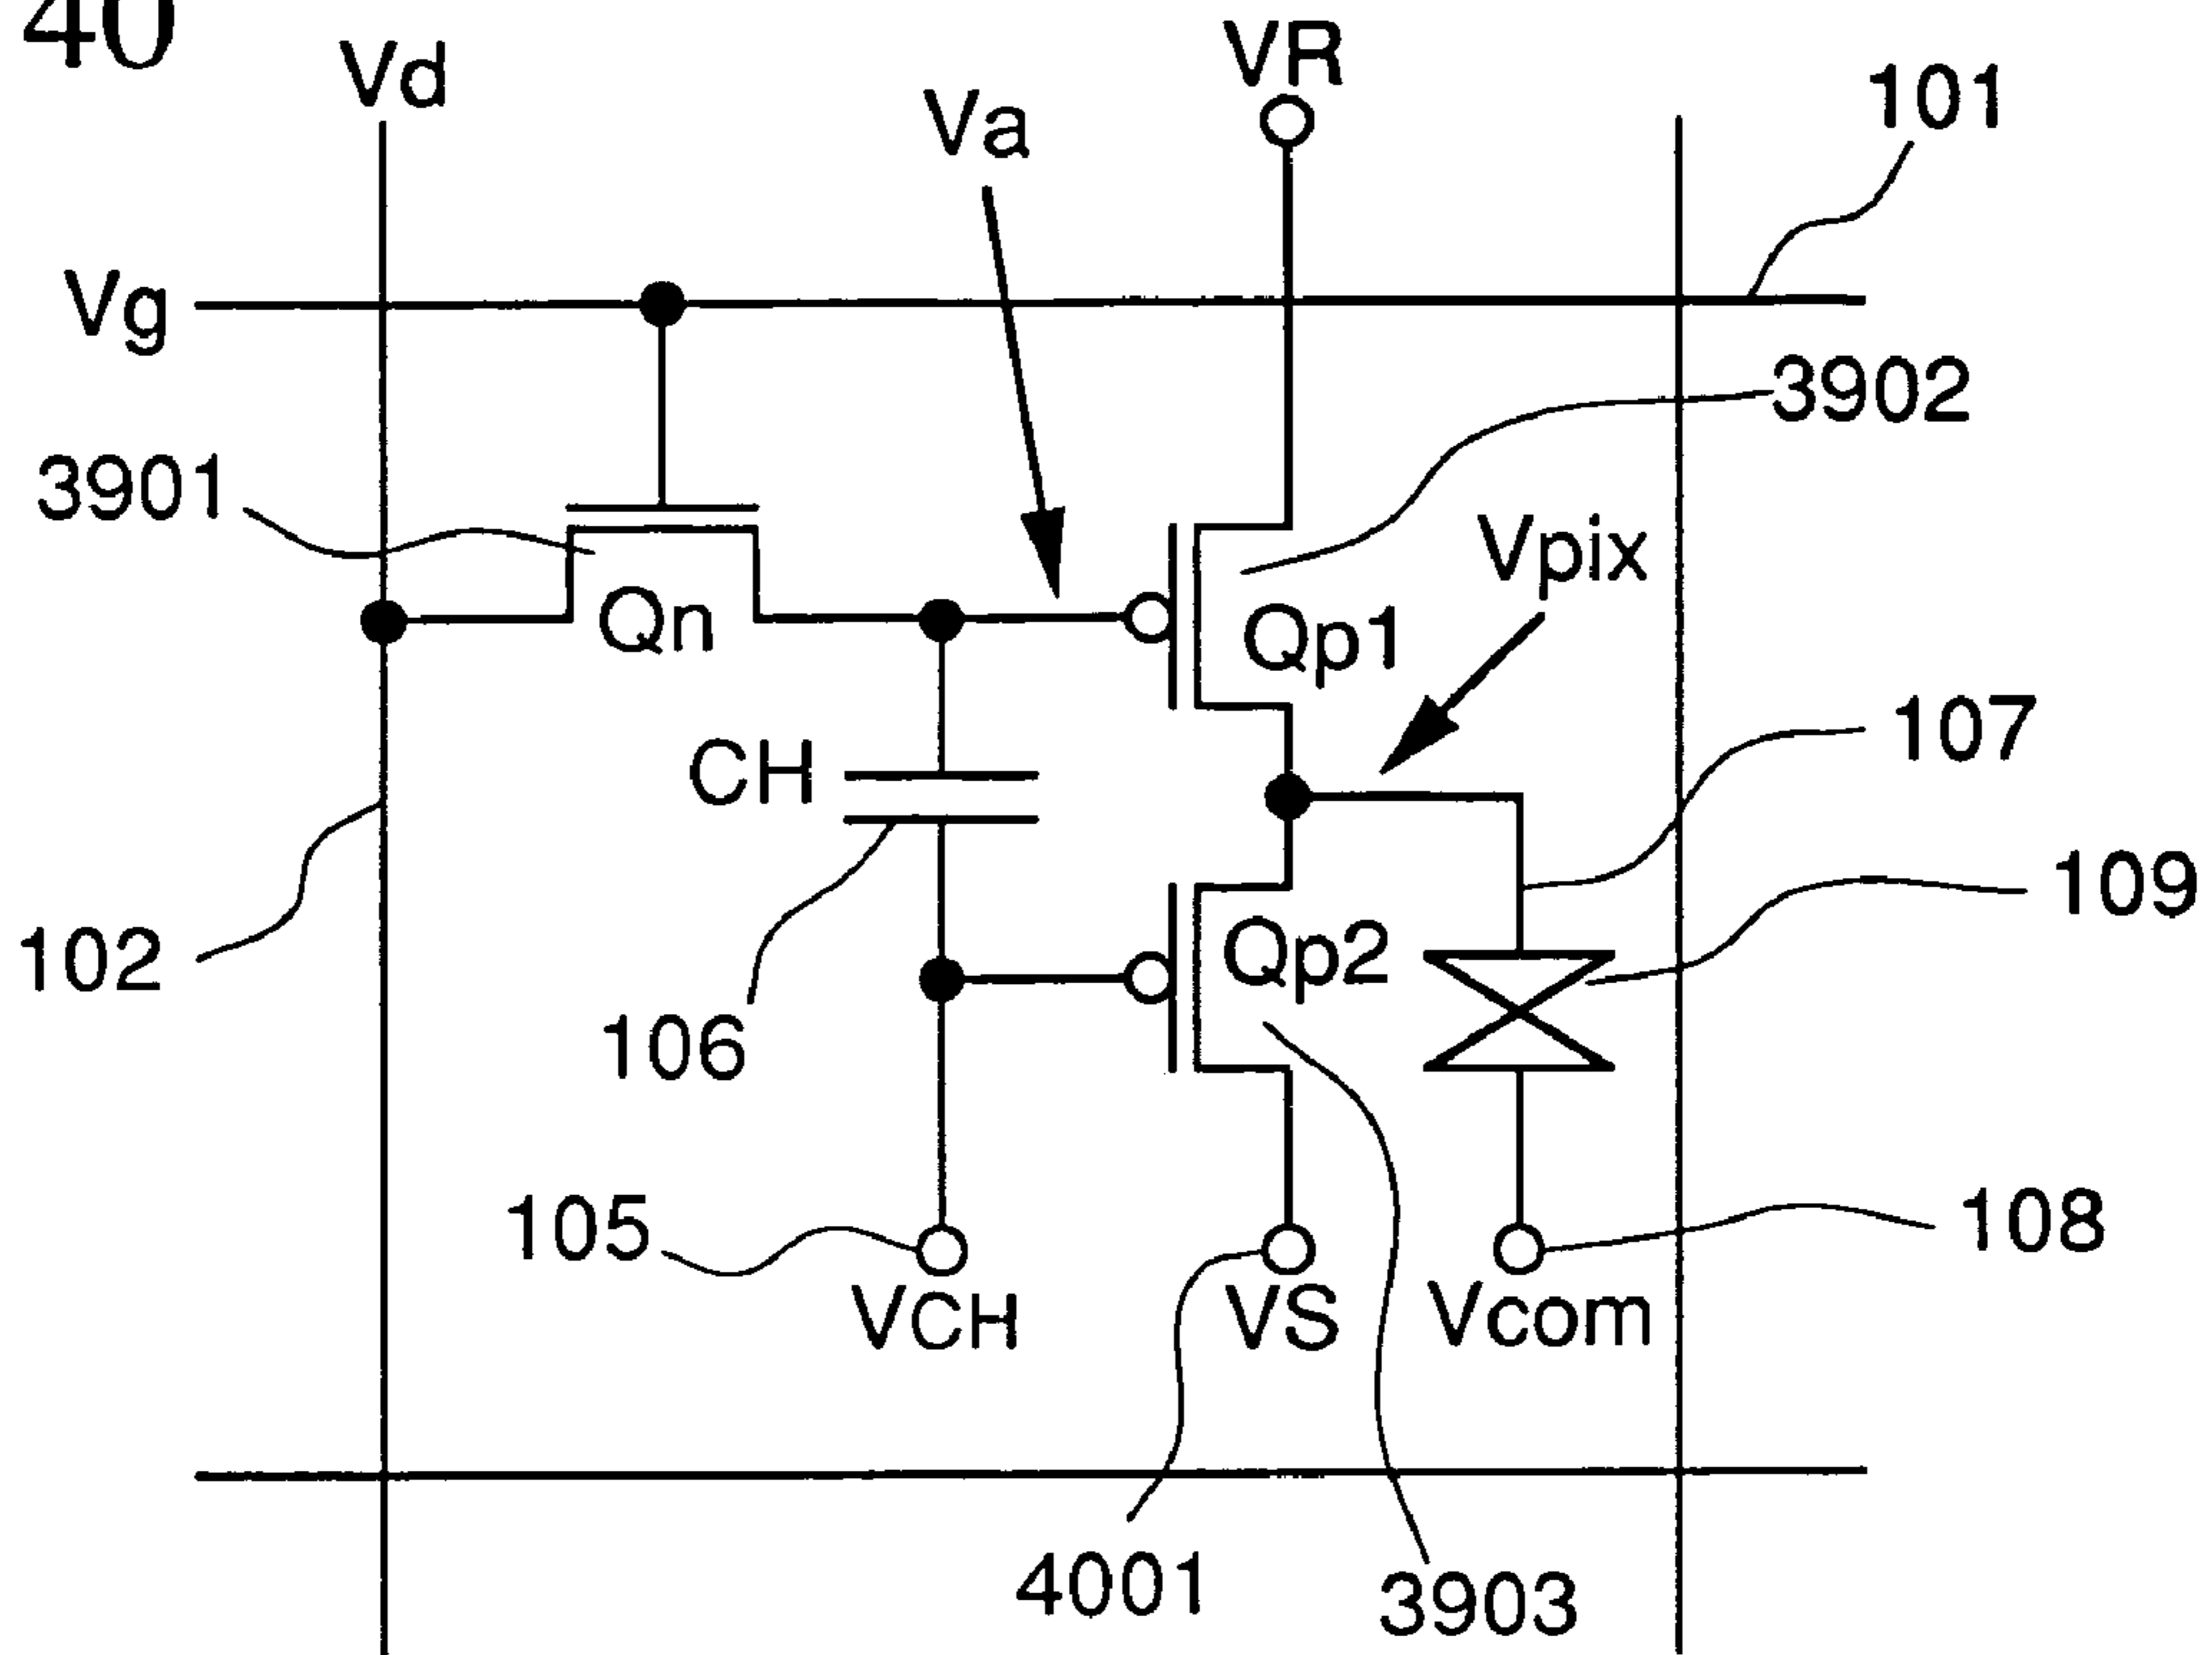 40
Vd
VR
Va
101
Vg
3902
3901
Vpix
Qn
Qp1
107
CH
109
102
Qp2
106
105
108
VCH
VS
Vcom
4001
3903